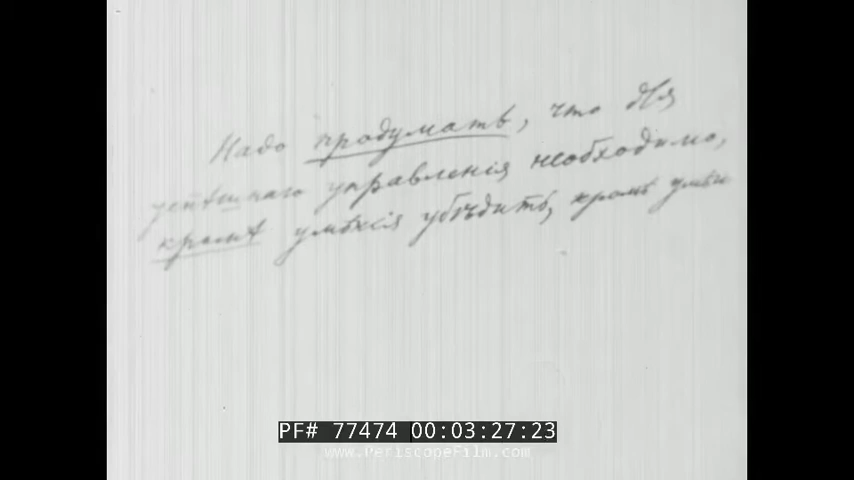 Надо продумать, что для
успѣшнаго управленія необходимо,
кромѣ умѣнія убѣдить, кромѣ умѣн
PF# 77474 00:03:27:23
www.PeriscopeFilm.com